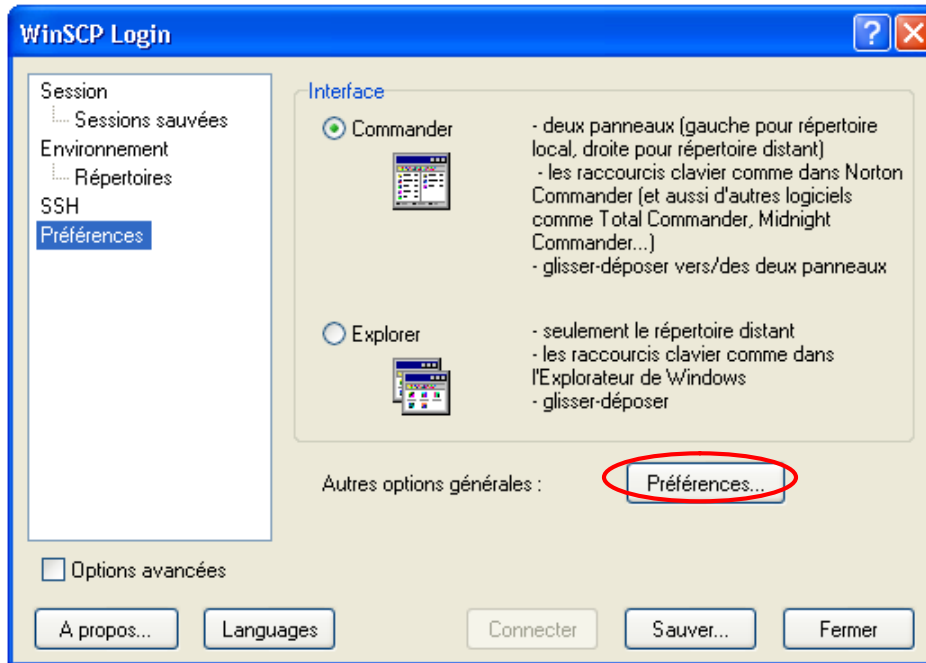 WinSCP Login
Session
Sessions sauvées
Environnement
Répertoires
SSH
Préférences
Interface
Commander
- deux panneaux (gauche pour répertoire
local, droite pour répertoire distant)
- les raccourcis clavier comme dans Norton
Commander (et aussi d'autres logiciels
comme Total Commander, Midnight
Commander...)
- glisser-déposer vers/des deux panneaux
Explorer
- seulement le répertoire distant
- les raccourcis clavier comme dans
l'Explorateur de Windows
- glisser-déposer
Autres options générales :
Préférences...
Options avancées
A propos...
Languages
Connecter
Sauver...
Fermer